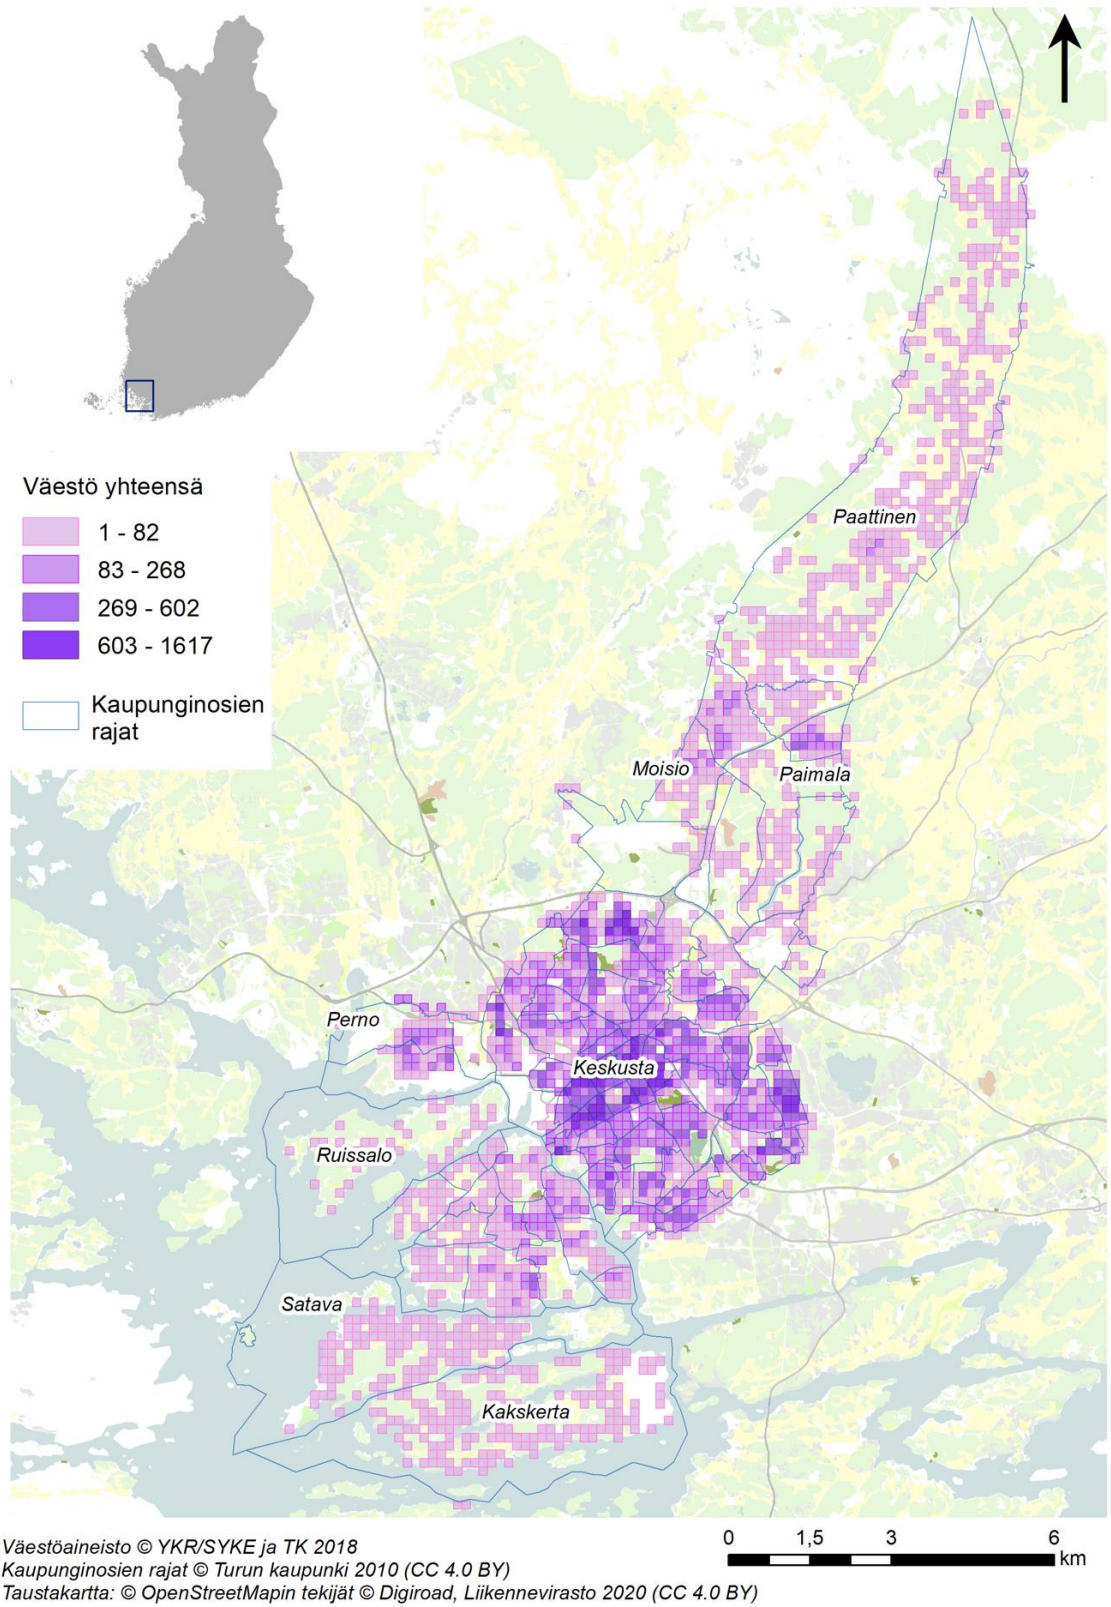 Väestö yhteensä
1 - 82
83 - 268
269 - 602
603 - 1617
Kaupunginosien
rajat
Paattinen
Moisio
Paimala
Perno
Keskusta
Ruissalo
Satava
Kakskerta
0 1,5 3 6
km
Väestöaineisto © YKR/SYKE ja TK 2018
Kaupunginosien rajat © Turun kaupunki 2010 (CC 4.0 BY)
Taustakartta: © OpenStreetMapin tekijät © Digiroad, Liikennevirasto 2020 (CC 4.0 BY)